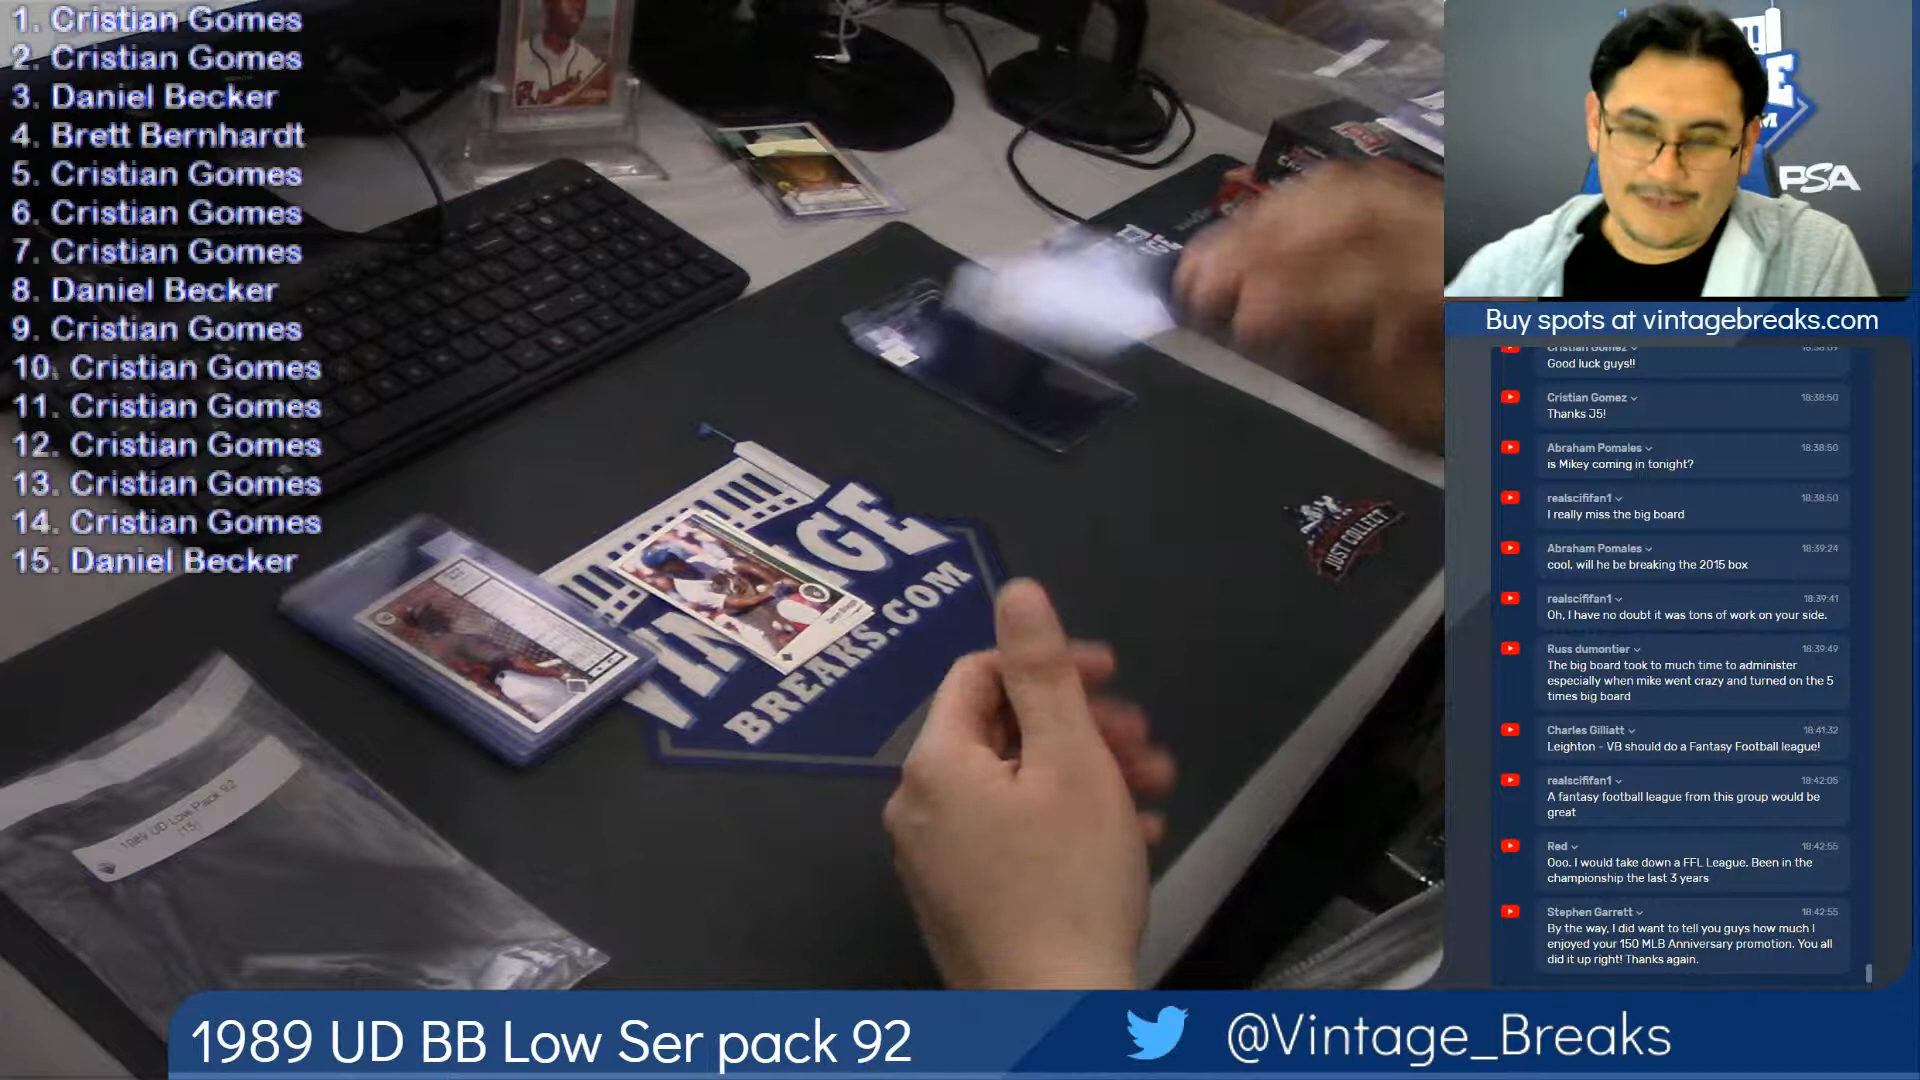 1. Cristian Gomes
2. Cristian Gomes
3. Daniel Becker
4. Brett Bernhardt
5. Cristian Gomes
6. Cristian Gomes
7. Cristian Gomes
8. Daniel Becker
9. Cristian Gomes
10. Cristian Gomes
11. Cristian Gomes
12. Cristian Gomes
13. Cristian Gomes
14. Cristian Gomes
15. Daniel Becker
PSA
Buy spots at vintagebreaks.com
Cristian Gomez 18:38:09
Good luck guys!!
Cristian Gomez 18:38:50
Thanks J5!
Abraham Pomales 18:38:50
is Mikey coming in tonight?
realscififan1 18:38:50
I really miss the big board
Abraham Pomales 18:39:24
cool, will he be breaking the 2015 box
realscififan1 18:39:41
Oh, I have no doubt it was tons of work on your side.
Russ dumontier 18:39:49
The big board took to much time to administer
especially when mike went crazy and turned on the 5
times big board
Charles Gilliatt 18:41:32
Leighton - VB should do a Fantasy Football league!
realscififan1 18:42:05
A fantasy football league from this group would be
great
Red 18:42:55
Ooo. I would take down a FFL League. Been in the
championship the last 3 years
Stephen Garrett 18:42:55
By the way, I did want to tell you guys how much I
enjoyed your 150 MLB Anniversary promotion. You all
did it up right! Thanks again.
JUST COLLECT
BREAKS.COM
1989 UD Low Pack 92
(15)
1989 UD BB Low Ser pack 92
@Vintage_Breaks